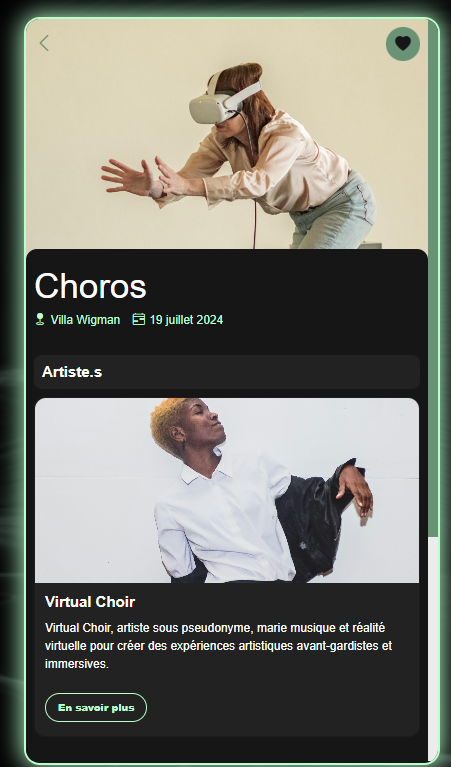 Choros
Villa Wigman 19 juillet 2024
Artiste.s
Virtual Choir
Virtual Choir, artiste sous pseudonyme, marie musique et réalité
virtuelle pour créer des expériences artistiques avant-gardistes et
immersives.
En savoir plus